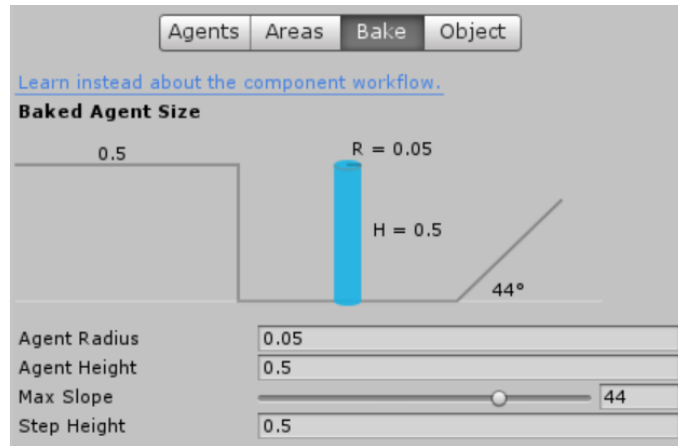 Agents Areas Bake Object
Learn instead about the component workflow.
Baked Agent Size
0.5
R = 0.05
H = 0.5
44°
Agent Radius 0.05
Agent Height 0.5
Max Slope 44
Step Height 0.5